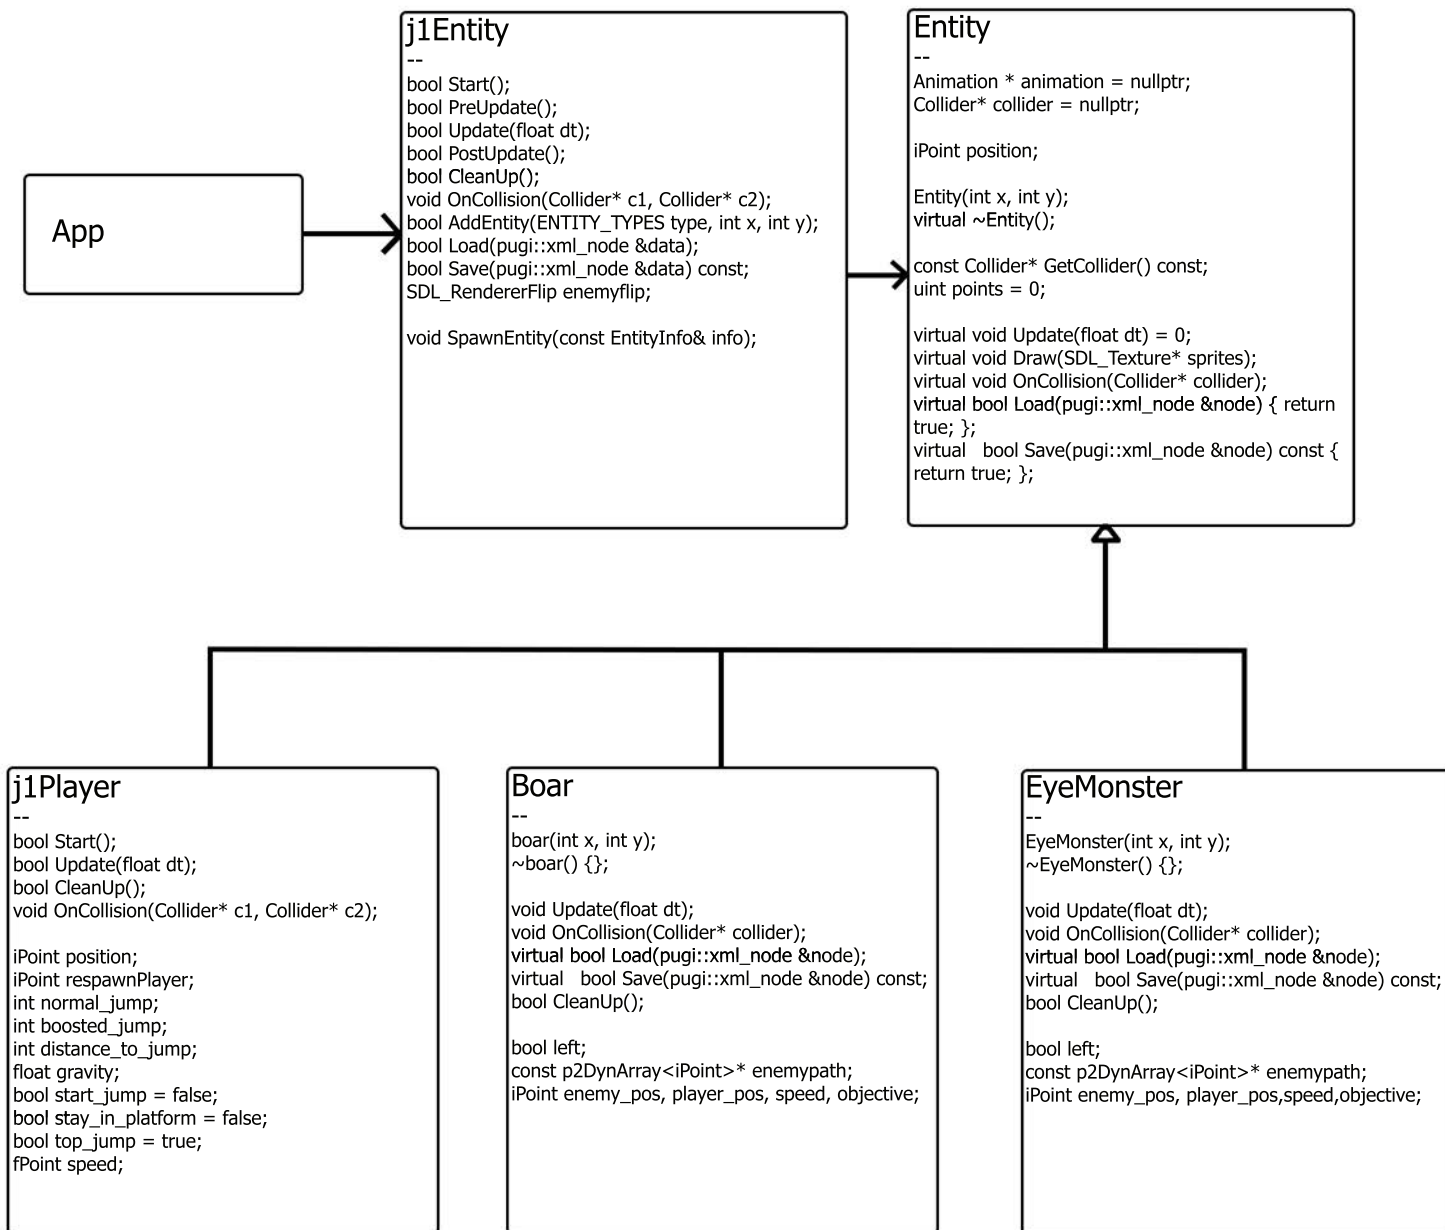 App
j1Entity
--
bool Start();
bool PreUpdate();
bool Update(float dt);
bool PostUpdate();
bool CleanUp();
void OnCollision(Collider* c1, Collider* c2);
bool AddEntity(ENTITY_TYPES type, int x, int y);
bool Load(pugi::xml_node &data);
bool Save(pugi::xml_node &data) const;
SDL_RendererFlip enemyflip;
void SpawnEntity(const EntityInfo& info);
Entity
--
Animation * animation = nullptr;
Collider* collider = nullptr;
iPoint position;
Entity(int x, int y);
virtual ~Entity();
const Collider* GetCollider() const;
uint points = 0;
virtual void Update(float dt) = 0;
virtual void Draw(SDL_Texture* sprites);
virtual void OnCollision(Collider* collider);
virtual bool Load(pugi::xml_node &node) { return
true; };
virtual   bool Save(pugi::xml_node &node) const {
return true; };
j1Player
--
bool Start();
bool Update(float dt);
bool CleanUp();
void OnCollision(Collider* c1, Collider* c2);
iPoint position;
iPoint respawnPlayer;
int normal_jump;
int boosted_jump;
int distance_to_jump;
float gravity;
bool start_jump = false;
bool stay_in_platform = false;
bool top_jump = true;
fPoint speed;
Boar
--
boar(int x, int y);
~boar() {};
void Update(float dt);
void OnCollision(Collider* collider);
virtual bool Load(pugi::xml_node &node);
virtual   bool Save(pugi::xml_node &node) const;
bool CleanUp();
bool left;
const p2DynArray<iPoint>* enemypath;
iPoint enemy_pos, player_pos, speed, objective;
EyeMonster
--
EyeMonster(int x, int y);
~EyeMonster() {};
void Update(float dt);
void OnCollision(Collider* collider);
virtual bool Load(pugi::xml_node &node);
virtual   bool Save(pugi::xml_node &node) const;
bool CleanUp();
bool left;
const p2DynArray<iPoint>* enemypath;
iPoint enemy_pos, player_pos,speed,objective;